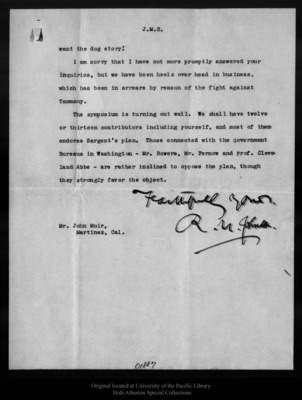 J.M.2.
want the dog story!
I am sorry that I have not more promptly answered your
inquiries, but we have been heels over head in business,
which has been in arrears by reason of the fight against
Tammany.
The symposium is turning out well. We shall have twelve
or thirteen contributors including yourself, and most of them
endorse Sargent's plan. Those connected with the government
Bureaus in Washington - Mr. Bowers, Mr. Fernow and Prof. Cleve-
land Abbe - are rather inclined to oppose the plan, though
they strongly favor the object.
Faithfully yours,
R. U. Johnson.
Mr. John Muir,
Martinez, Cal.
01887
Original located at University of the Pacific Library
Holt-Atherton Special Collections